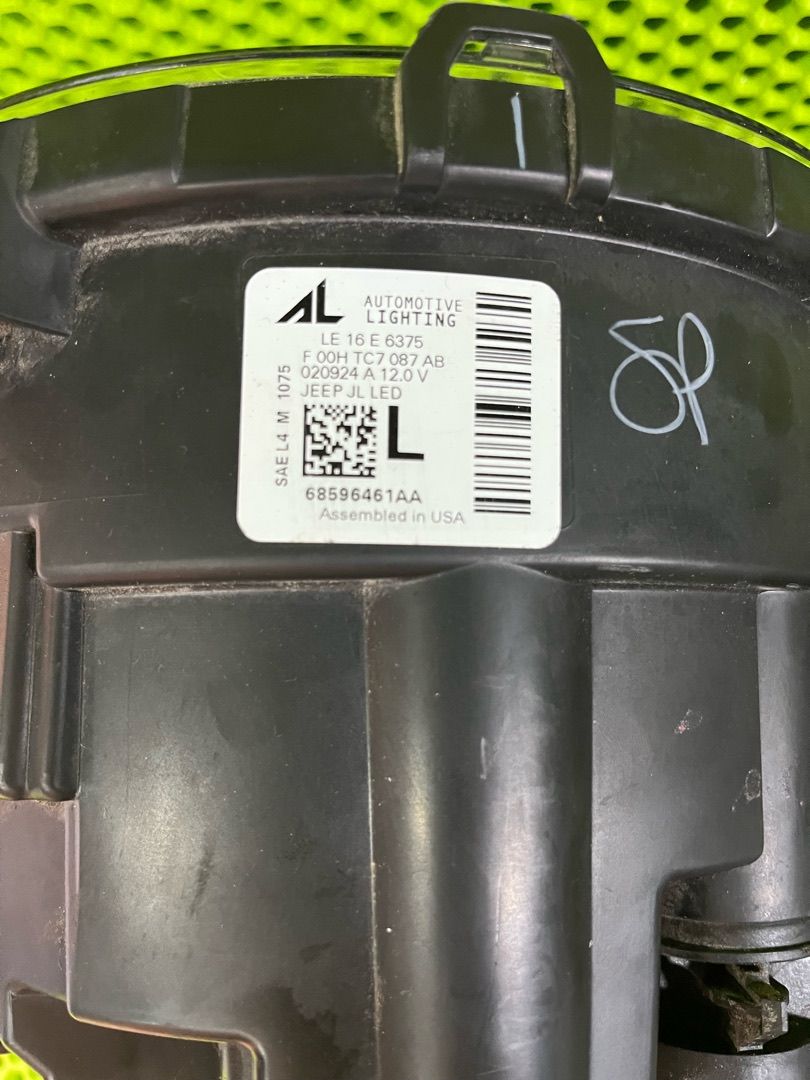 AL AUTOMOTIVE
LIGHTING
LE 16 E 6375
F 00H TC7 087 AB
020924 A 12.0 V
JEEP JL LED
SAE L4 M 1075
L
68596461AA
Assembled in USA